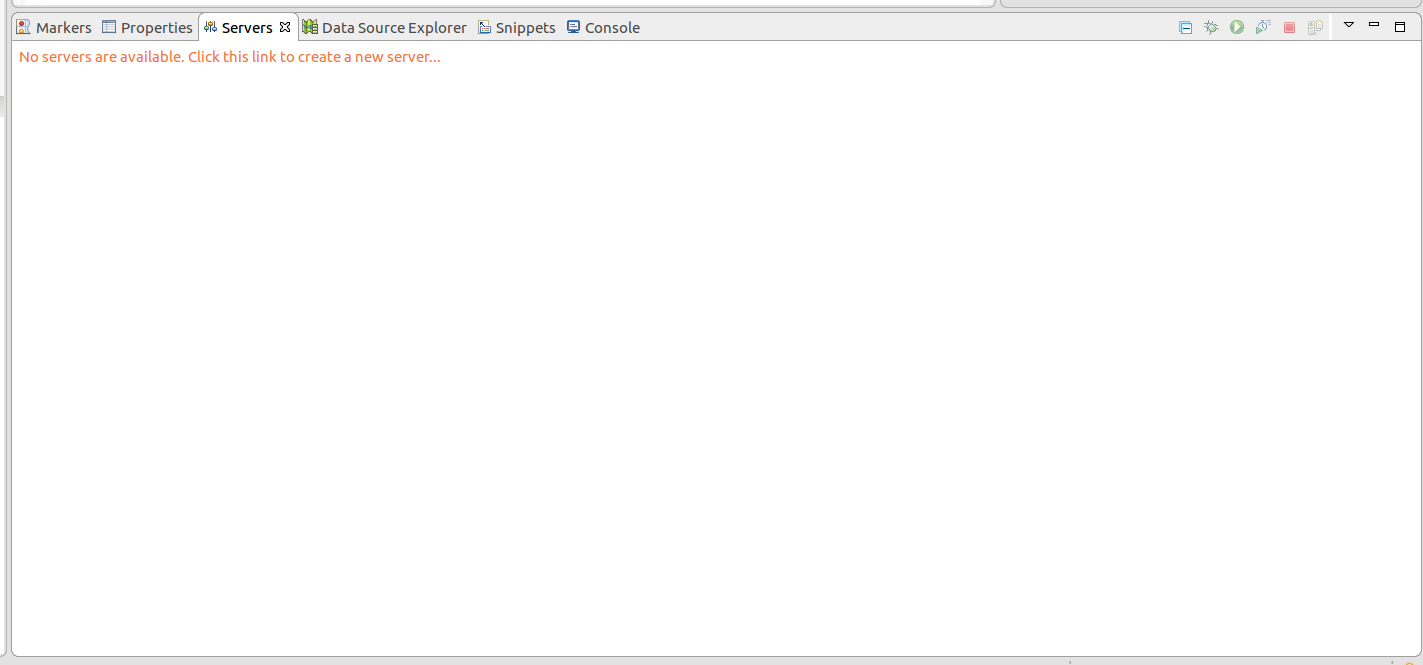 Markers Properties Servers Data Source Explorer Snippets Console
No servers are available. Click this link to create a new server...